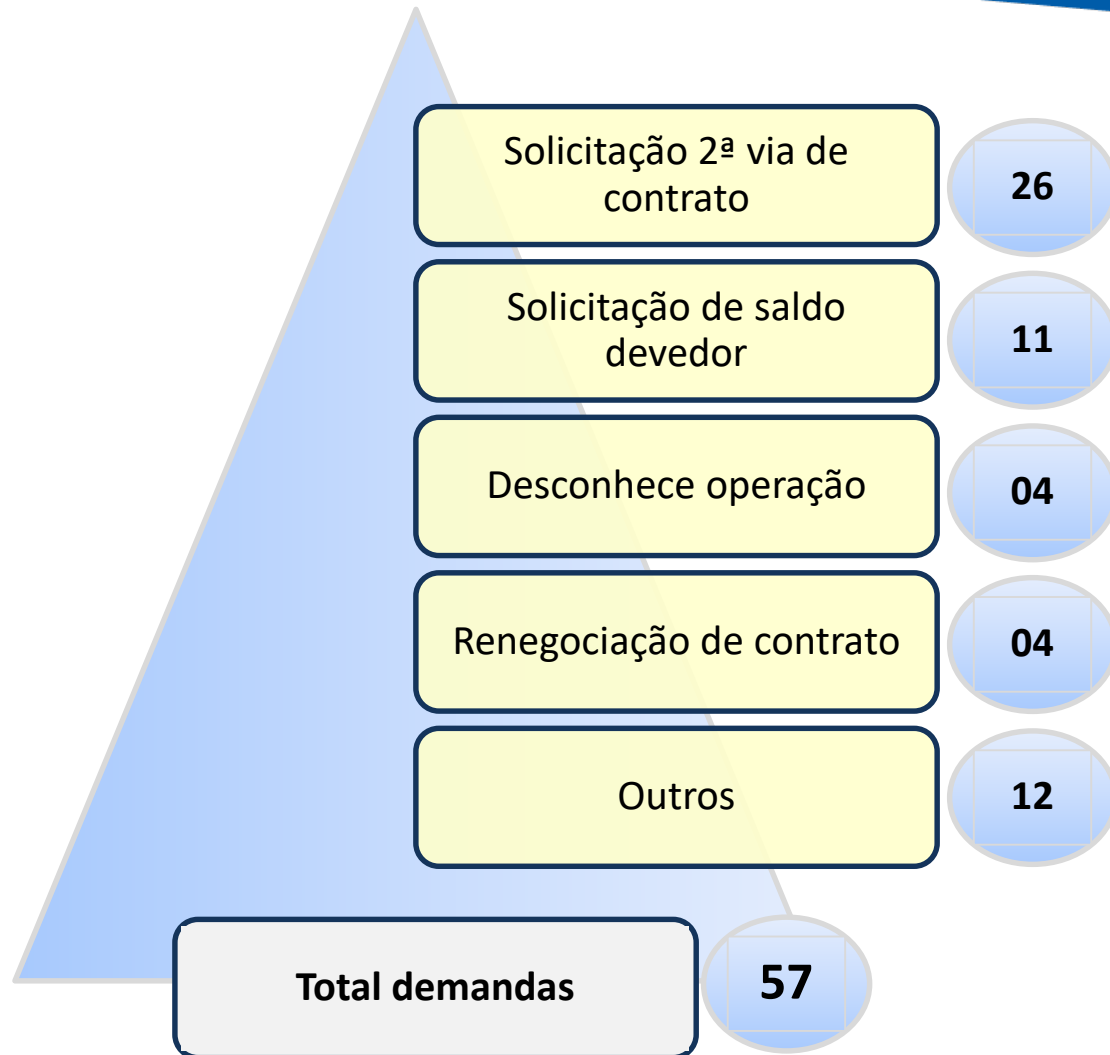 Solicitação 2ª via de
contrato
26
Solicitação de saldo
devedor
11
Desconhece operação
04
Renegociação de contrato
04
Outros
12
Total demandas
57